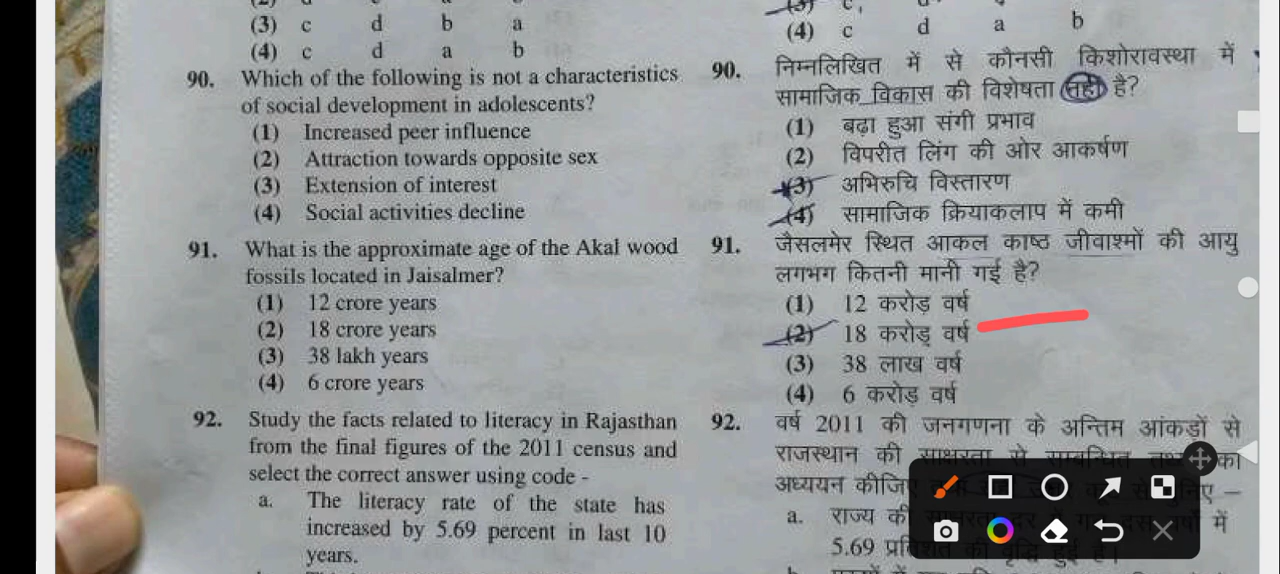 (3) c d b a
(4) c d a b
90. Which of the following is not a characteristics
of social development in adolescents?
(1) Increased peer influence
(2) Attraction towards opposite sex
(3) Extension of interest
(4) Social activities decline
91. What is the approximate age of the Akal wood
fossils located in Jaisalmer?
(1) 12 crore years
(2) 18 crore years
(3) 38 lakh years
(4) 6 crore years
92. Study the facts related to literacy in Rajasthan
from the final figures of the 2011 census and
select the correct answer using code -
a. The literacy rate of the state has
increased by 5.69 percent in last 10
years.
(4) c d a b
90. निम्नलिखित में से कौनसी किशोरावस्था में
सामाजिक विकास की विशेषता नहीं है?
(1) बढ़ा हुआ संगी प्रभाव
(2) विपरीत लिंग की ओर आकर्षण
(3) अभिरुचि विस्तारण
(4) सामाजिक क्रियाकलाप में कमी
91. जैसलमेर स्थित आकल काष्ठ जीवाश्मों की आयु
लगभग कितनी मानी गई है?
(1) 12 करोड़ वर्ष
(2) 18 करोड़ वर्ष
(3) 38 लाख वर्ष
(4) 6 करोड़ वर्ष
92. वर्ष 2011 की जनगणना के अन्तिम आंकड़ों से
राजस्थान की साक्षरता से सम्बन्धित का
अध्ययन कीजिए
a. राज्य की साक्षरता दर में
5.69 प्रतिशत की वृद्धि हुई है।